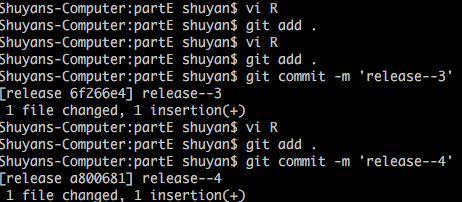 Shuyans-Computer:partE shuyan$ vi R
Shuyans-Computer:partE shuyan$ git add .
Shuyans-Computer:partE shuyan$ vi R
Shuyans-Computer:partE shuyan$ git add .
Shuyans-Computer:partE shuyan$ git commit -m 'release--3'
[release 6f266e4] release--3
 1 file changed, 1 insertion(+)
Shuyans-Computer:partE shuyan$ vi R
Shuyans-Computer:partE shuyan$ git add .
Shuyans-Computer:partE shuyan$ git commit -m 'release--4'
[release a800681] release--4
 1 file changed, 1 insertion(+)